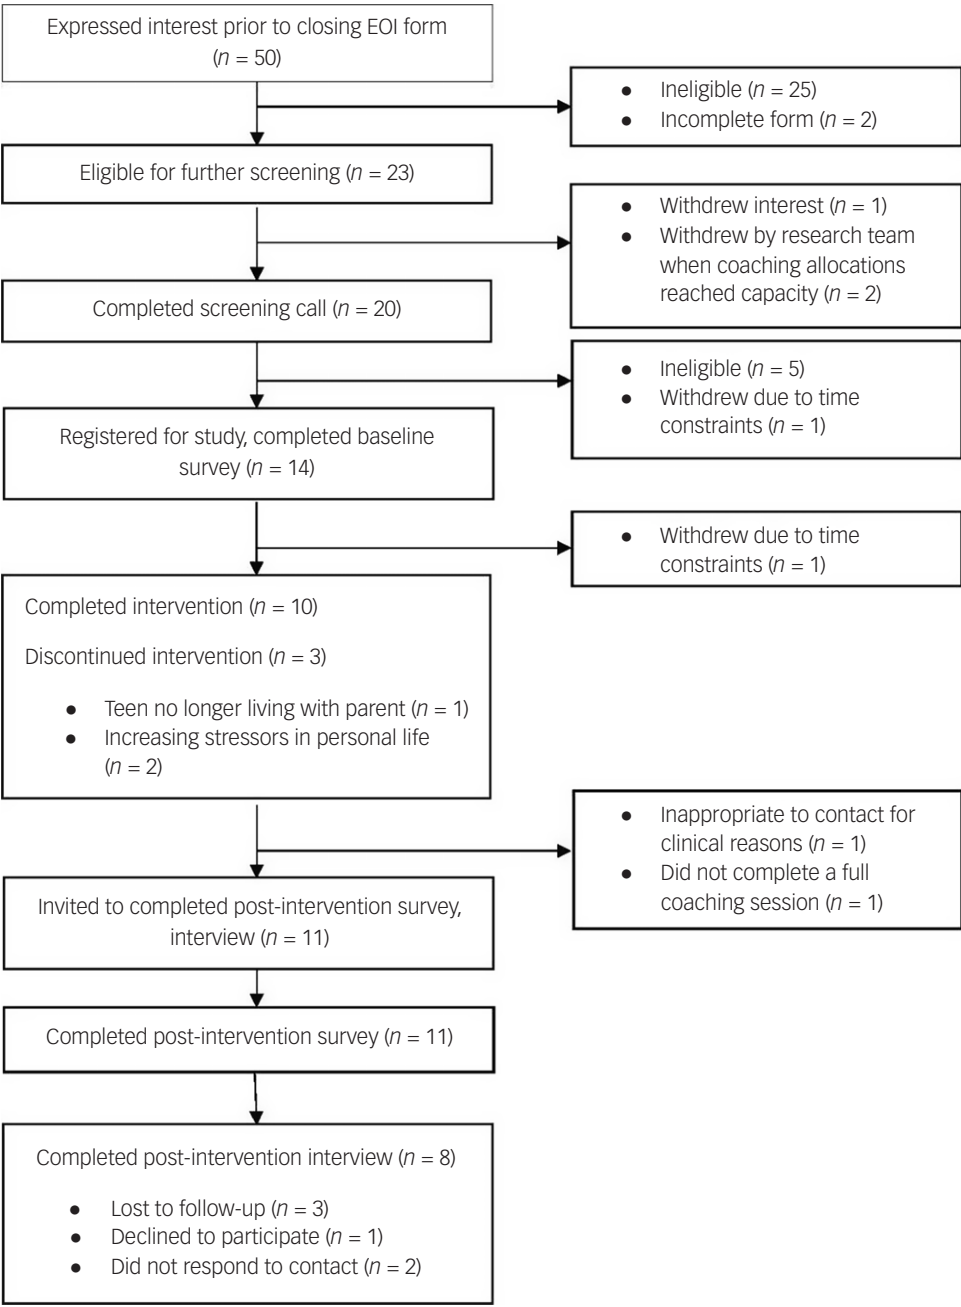 Expressed interest prior to closing EOI form
(n = 50)
● Ineligible (n = 25)
● Incomplete form (n = 2)
Eligible for further screening (n = 23)
● Withdrew interest (n = 1)
● Withdrew by research team
when coaching allocations
reached capacity (n = 2)
Completed screening call (n = 20)
● Ineligible (n = 5)
● Withdrew due to time
constraints (n = 1)
Registered for study, completed baseline
survey (n = 14)
● Withdrew due to time
constraints (n = 1)
Completed intervention (n = 10)
Discontinued intervention (n = 3)
● Teen no longer living with parent (n = 1)
● Increasing stressors in personal life
(n = 2)
● Inappropriate to contact for
clinical reasons (n = 1)
● Did not complete a full
coaching session (n = 1)
Invited to completed post-intervention survey,
interview (n = 11)
Completed post-intervention survey (n = 11)
Completed post-intervention interview (n = 8)
● Lost to follow-up (n = 3)
● Declined to participate (n = 1)
● Did not respond to contact (n = 2)